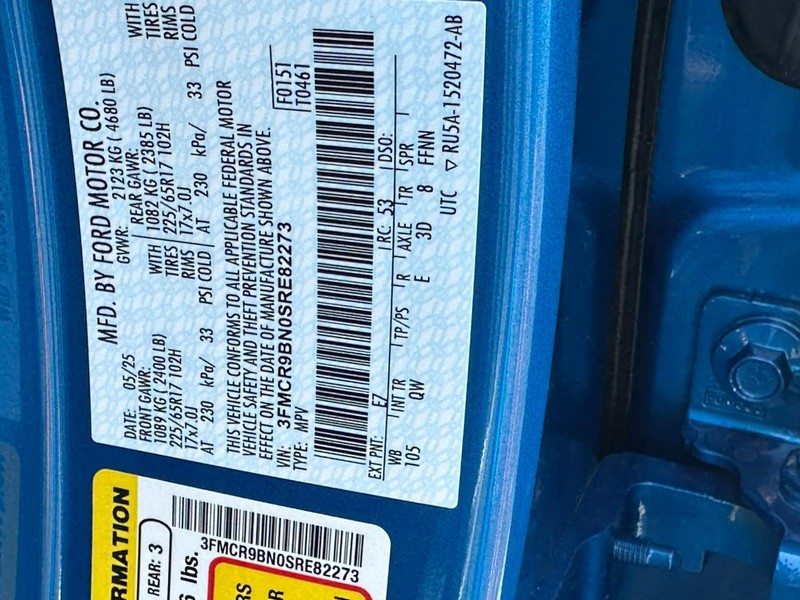 MFD. BY FORD MOTOR CO.
DATE: 05/25
GVWR: 2123 KG ( 4680 LB)
FRONT GAWR:
1089 KG ( 2400 LB)
225/65R17 102H
17x7.0J
AT 230 kPa/ 33 PSI COLD
REAR GAWR:
1082 KG ( 2385 LB)
225/65R17 102H
17x7.0J
AT 230 kPa/ 33 PSI COLD
WITH
TIRES
RIMS
WITH
TIRES
RIMS
THIS VEHICLE CONFORMS TO ALL APPLICABLE FEDERAL MOTOR
VEHICLE SAFETY AND THEFT PREVENTION STANDARDS IN
EFFECT ON THE DATE OF MANUFACTURE SHOWN ABOVE.
VIN: 3FMCR9BN0SRE82273
TYPE: MPV
F0151
T0461
EXT PNT: E7 RC: 53 DSO:
WB INT TR TP/PS R AXLE TR SPR
105 QW E 3D 8 FFNN
UTC ▽ RU5A-1520472-AB
RMATION
REAR: 3
lbs.
3FMCR9BN0SRE82273